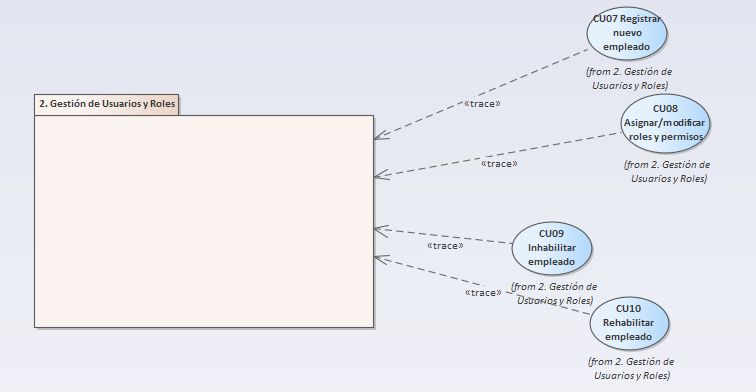 CU07 Registrar
nuevo
empleado
(from 2. Gestión de
Usuarios y Roles)
2. Gestión de Usuarios y Roles
«trace»
CU08
Asignar/modificar
roles y permisos
«trace»
(from 2. Gestión de
Usuarios y Roles)
CU09
Inhabilitar
empleado
«trace»
(from 2. Gestión de
Usuarios y Roles)
«trace»
CU10
Rehabilitar
empleado
(from 2. Gestión de
Usuarios y Roles)